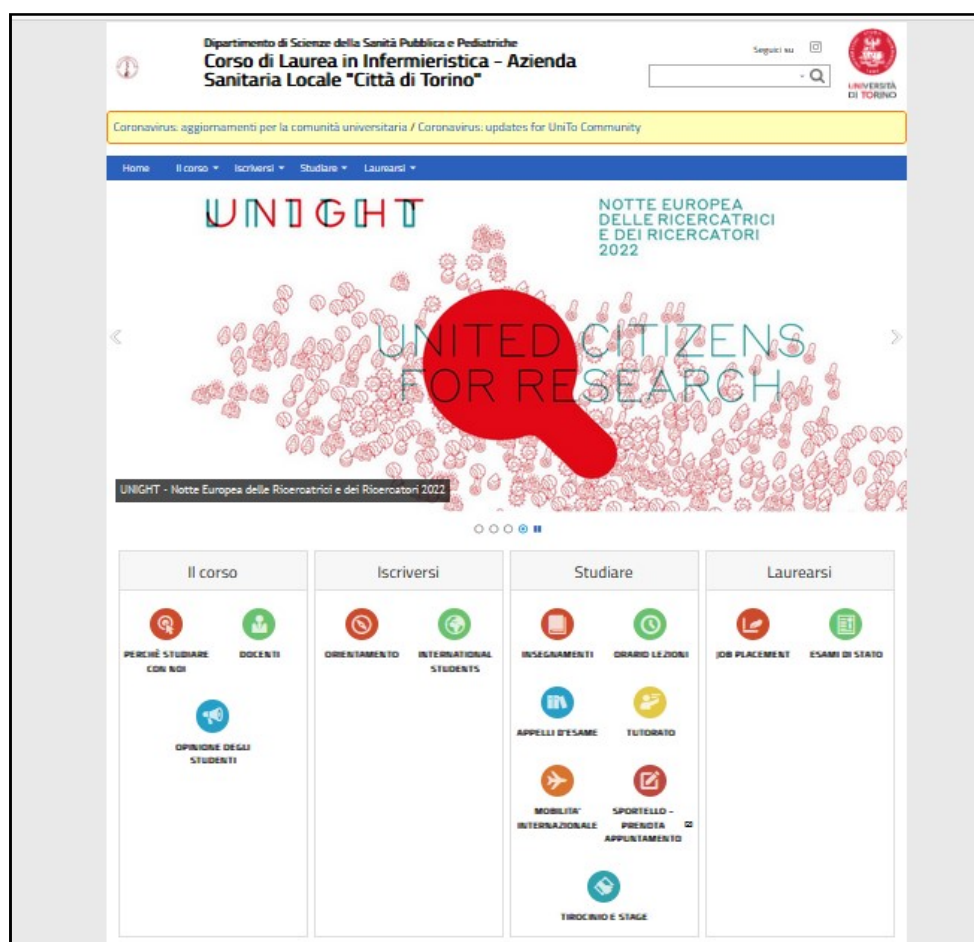 Dipartimento di Scienze della Sanità Pubblica e Pediatriche
Corso di Laurea in Infermieristica - Azienda
Sanitaria Locale "Città di Torino"
Seguici su
UNIVERSITÀ
DI TORINO
Coronavirus: aggiornamenti per la comunità universitaria / Coronavirus: updates for UniTo Community
Home Il corso Iscriversi Studiare Laurearsi
UNIGHT
NOTTE EUROPEA
DELLE RICERCATRICI
E DEI RICERCATORI
2022
UNITED CITIZENS
FOR RESEARCH
UNIGHT - Notte Europea delle Ricercatrici e dei Ricercatori 2022
Il corso
PERCHÈ STUDIARE
CON NOI
DOCENTI
OPINIONE DEGLI
STUDENTI
Iscriversi
ORIENTAMENTO
INTERNATIONAL
STUDENTS
Studiare
INSEGNAMENTI
ORARIO LEZIONI
APPELLI D'ESAME
TUTORATO
MOBILITA'
INTERNAZIONALE
SPORTELLO -
PRENOTA
APPUNTAMENTO
TIROCINIO E STAGE
Laurearsi
JOB PLACEMENT
ESAMI DI STATO